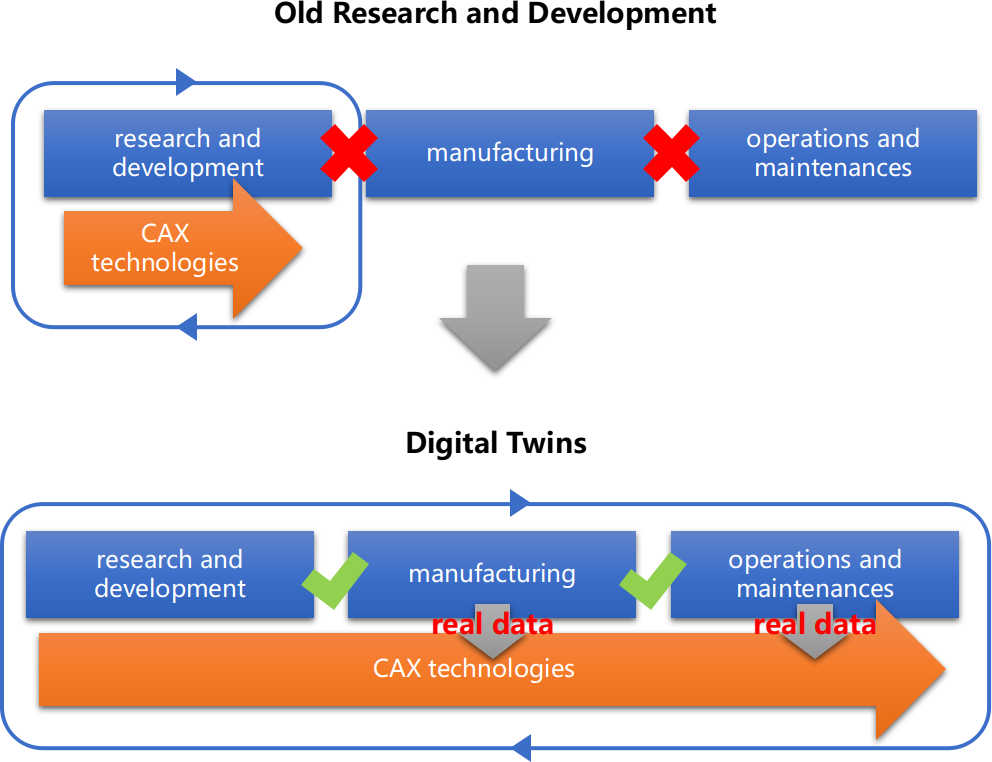 Old Research and Development
research and
development
manufacturing
operations and
maintenances
CAX
technologies
Digital Twins
research and
development
manufacturing
operations and
maintenances
real data
real data
CAX technologies